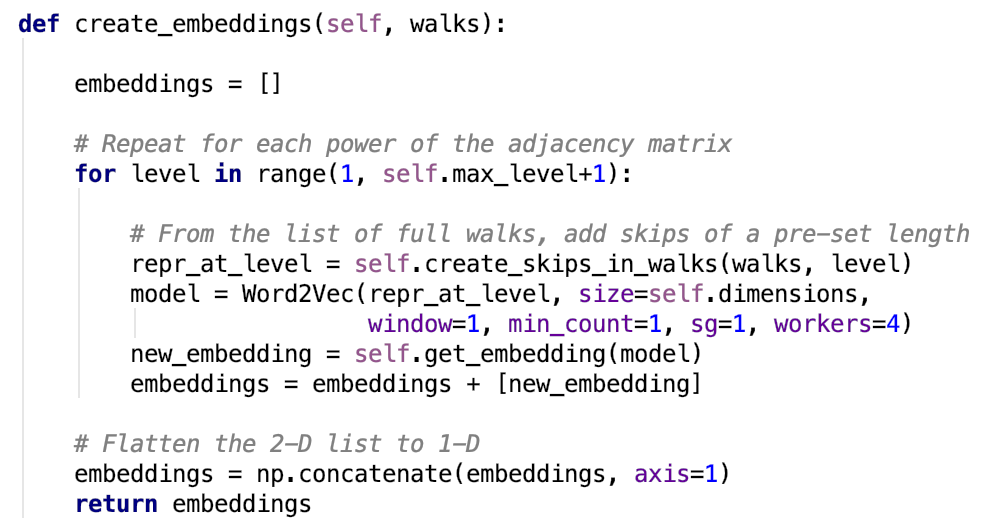 def create_embeddings(self, walks):
embeddings = []
# Repeat for each power of the adjacency matrix
for level in range(1, self.max_level+1):
# From the list of full walks, add skips of a pre-set length
repr_at_level = self.create_skips_in_walks(walks, level)
model = Word2Vec(repr_at_level, size=self.dimensions,
window=1, min_count=1, sg=1, workers=4)
new_embedding = self.get_embedding(model)
embeddings = embeddings + [new_embedding]
# Flatten the 2-D list to 1-D
embeddings = np.concatenate(embeddings, axis=1)
return embeddings